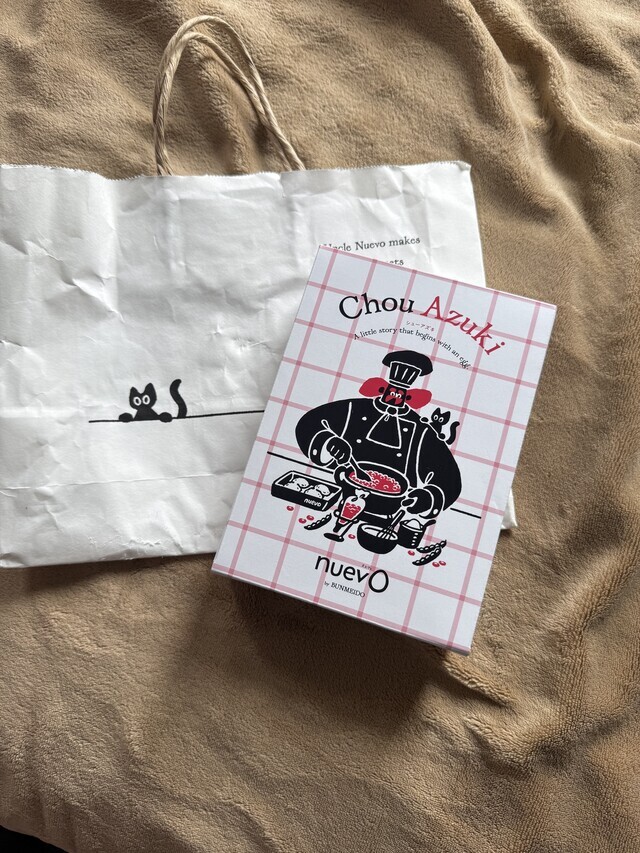 Uncle Nuevo makes
Chou Azuki
シューアズキ
A little story that begins with an egg.
nuevo
nuevO
by BUNMEIDO